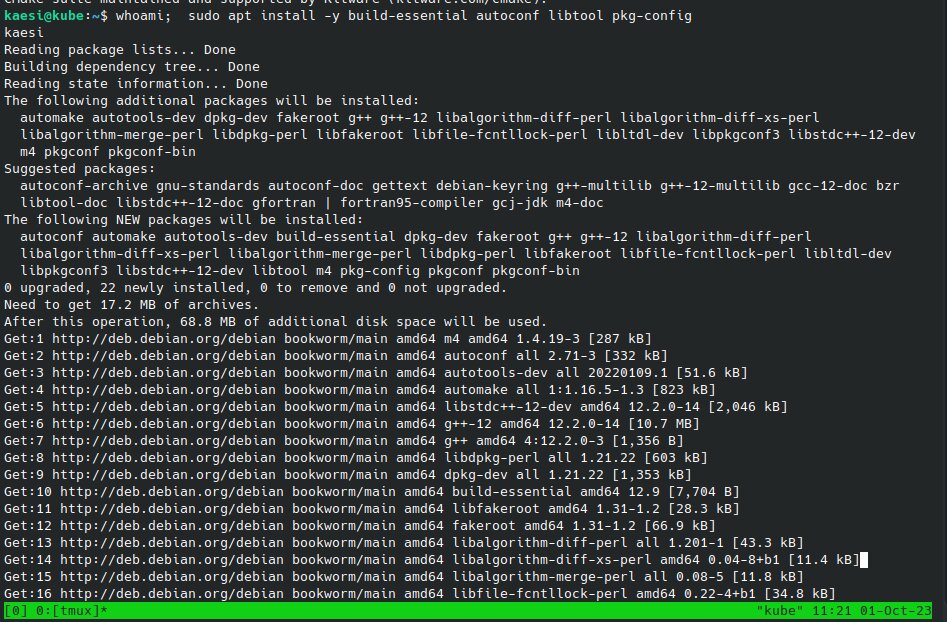 CMake suite maintained and supported by Kitware (kitware.com/cmake).
kaesi@kube:~$ whoami;  sudo apt install -y build-essential autoconf libtool pkg-config
kaesi
Reading package lists... Done
Building dependency tree... Done
Reading state information... Done
The following additional packages will be installed:
  automake autotools-dev dpkg-dev fakeroot g++ g++-12 libalgorithm-diff-perl libalgorithm-diff-xs-perl
  libalgorithm-merge-perl libdpkg-perl libfakeroot libfile-fcntllock-perl libltdl-dev libpkgconf3 libstdc++-12-dev
  m4 pkgconf pkgconf-bin
Suggested packages:
  autoconf-archive gnu-standards autoconf-doc gettext debian-keyring g++-multilib g++-12-multilib gcc-12-doc bzr
  libtool-doc libstdc++-12-doc gfortran | fortran95-compiler gcj-jdk m4-doc
The following NEW packages will be installed:
  autoconf automake autotools-dev build-essential dpkg-dev fakeroot g++ g++-12 libalgorithm-diff-perl
  libalgorithm-diff-xs-perl libalgorithm-merge-perl libdpkg-perl libfakeroot libfile-fcntllock-perl libltdl-dev
  libpkgconf3 libstdc++-12-dev libtool m4 pkg-config pkgconf pkgconf-bin
0 upgraded, 22 newly installed, 0 to remove and 0 not upgraded.
Need to get 17.2 MB of archives.
After this operation, 68.8 MB of additional disk space will be used.
Get:1 http://deb.debian.org/debian bookworm/main amd64 m4 amd64 1.4.19-3 [287 kB]
Get:2 http://deb.debian.org/debian bookworm/main amd64 autoconf all 2.71-3 [332 kB]
Get:3 http://deb.debian.org/debian bookworm/main amd64 autotools-dev all 20220109.1 [51.6 kB]
Get:4 http://deb.debian.org/debian bookworm/main amd64 automake all 1:1.16.5-1.3 [823 kB]
Get:5 http://deb.debian.org/debian bookworm/main amd64 libstdc++-12-dev amd64 12.2.0-14 [2,046 kB]
Get:6 http://deb.debian.org/debian bookworm/main amd64 g++-12 amd64 12.2.0-14 [10.7 MB]
Get:7 http://deb.debian.org/debian bookworm/main amd64 g++ amd64 4:12.2.0-3 [1,356 B]
Get:8 http://deb.debian.org/debian bookworm/main amd64 libdpkg-perl all 1.21.22 [603 kB]
Get:9 http://deb.debian.org/debian bookworm/main amd64 dpkg-dev all 1.21.22 [1,353 kB]
Get:10 http://deb.debian.org/debian bookworm/main amd64 build-essential amd64 12.9 [7,704 B]
Get:11 http://deb.debian.org/debian bookworm/main amd64 libfakeroot amd64 1.31-1.2 [28.3 kB]
Get:12 http://deb.debian.org/debian bookworm/main amd64 fakeroot amd64 1.31-1.2 [66.9 kB]
Get:13 http://deb.debian.org/debian bookworm/main amd64 libalgorithm-diff-perl all 1.201-1 [43.3 kB]
Get:14 http://deb.debian.org/debian bookworm/main amd64 libalgorithm-diff-xs-perl amd64 0.04-8+b1 [11.4 kB]
Get:15 http://deb.debian.org/debian bookworm/main amd64 libalgorithm-merge-perl all 0.08-5 [11.8 kB]
Get:16 http://deb.debian.org/debian bookworm/main amd64 libfile-fcntllock-perl amd64 0.22-4+b1 [34.8 kB]
[0] 0:[tmux]* "kube" 11:21 01-Oct-23